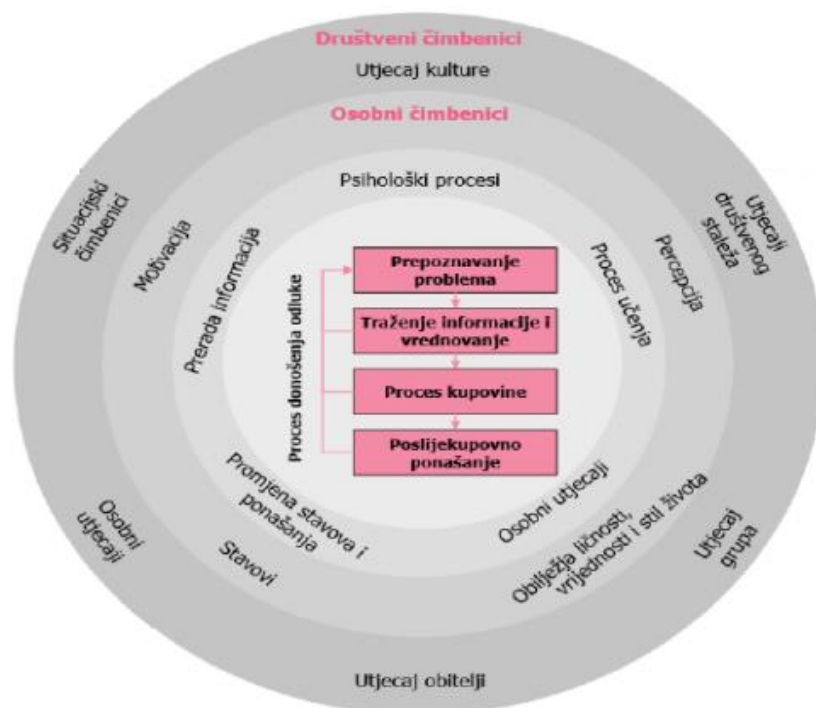 Društveni čimbenici
Utjecaj kulture
Osobni čimbenici
Psihološki procesi
Situacijski
čimbenici
Motivacija
Prerada informacija
Proces učenja
Percepcija
Utjecaji
društvenog
staleža
Proces donošenja odluke
Prepoznavanje
problema
Traženje informacije i
vrednovanje
Proces kupovine
Poslijekupovno
ponašanje
Osobni
utjecaji
Stavovi
Promjena stavova i
ponašanja
Osobni utjecaji
Obilježja ličnosti,
vrijednosti i stil života
Utjecaj
grupa
Utjecaj obitelji